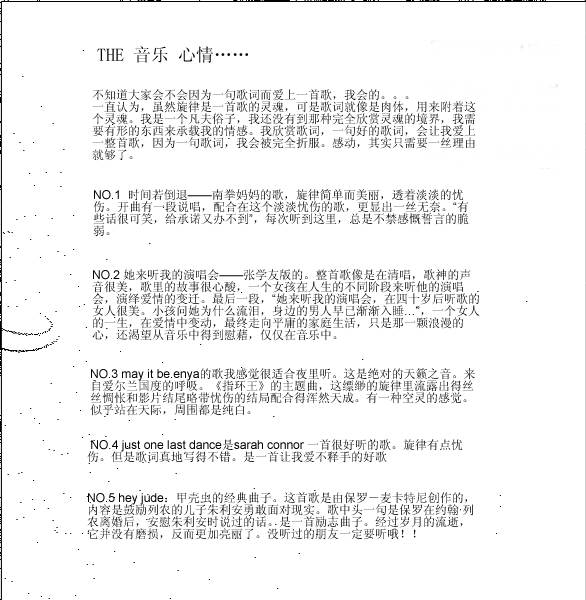 THE 音乐 心情……
不知道大家会不会因为一句歌词而爱上一首歌，我会的。。。
一直认为，虽然旋律是一首歌的灵魂，可是歌词就像是肉体，用来附着这
个灵魂。我是一个凡夫俗子，我还没有到那种完全欣赏灵魂的境界，我需
要有形的东西来承载我的情感。我欣赏歌词，一句好的歌词，会让我爱上
一整首歌，因为一句歌词，我会被完全折服。感动，其实只需要一丝理由
就够了。
NO.1 时间若倒退——南拳妈妈的歌，旋律简单而美丽，透着淡淡的忧
伤。开曲有一段说唱，配合在这个淡淡忧伤的歌，更显出一丝无奈。“有
些话很可笑，给承诺又办不到”，每次听到这里，总是不禁感慨誓言的脆
弱。
NO.2 她来听我的演唱会——张学友版的。整首歌像是在清唱，歌神的声
音很美，歌里的故事很心酸，一个女孩在人生的不同阶段来听他的演唱
会，演绎爱情的变迁。最后一段，“她来听我的演唱会，在四十岁后听歌的
女人很美。小孩问她为什么流泪，身边的男人早已渐渐入睡…”，一个女人
的一生，在爱情中变动，最终走向平庸的家庭生活，只是那一颗浪漫的
心，还渴望从音乐中得到慰藉，仅仅在音乐中。
NO.3 may it be.enya的歌我感觉很适合夜里听。这是绝对的天籁之音。来
自爱尔兰国度的呼吸。《指环王》的主题曲，这缥缈的旋律里流露出得丝
丝惆怅和影片结尾略带忧伤的结局配合得浑然天成。有一种空灵的感觉。
似乎站在天际，周围都是纯白。
NO.4 just one last dance是sarah connor 一首很好听的歌。旋律有点忧
伤。但是歌词真地写得不错。是一首让我爱不释手的好歌
NO.5 hey jude：甲壳虫的经典曲子。这首歌是由保罗－麦卡特尼创作的，
内容是鼓励列农的儿子朱利安勇敢面对现实。歌中头一句是保罗在约翰·列
农离婚后，安慰朱利安时说过的话。是一首励志曲子。经过岁月的流逝，
它并没有磨损，反而更加亮丽了。没听过的朋友一定要听哦！！